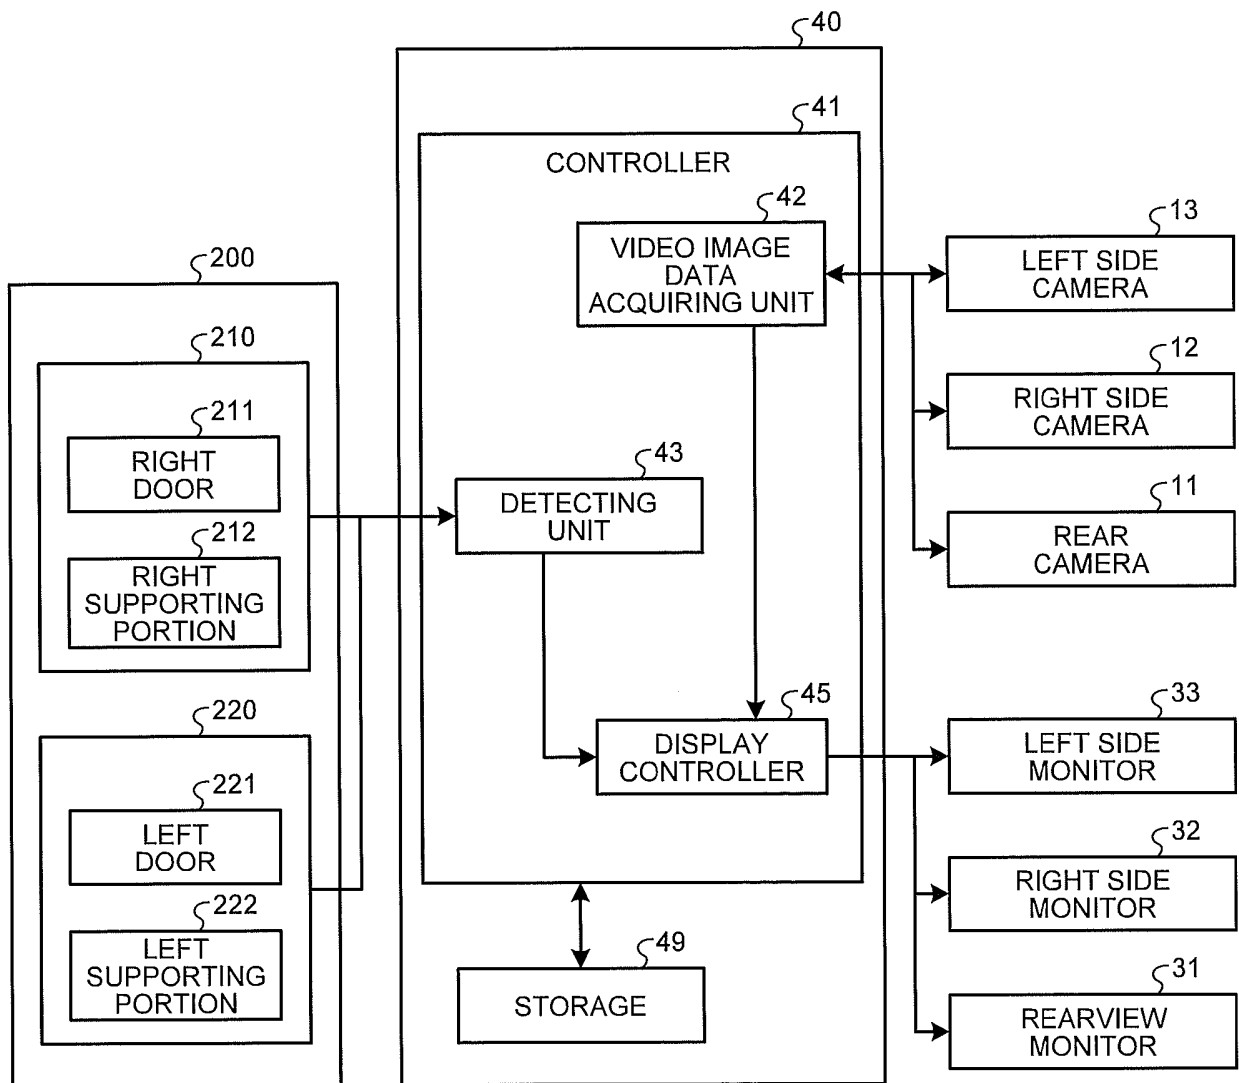 40
41
CONTROLLER
42
VIDEO IMAGE
DATA
ACQUIRING UNIT
13
LEFT SIDE
CAMERA
12
RIGHT SIDE
CAMERA
11
REAR
CAMERA
200
210
211
RIGHT
DOOR
212
RIGHT
SUPPORTING
PORTION
43
DETECTING
UNIT
220
221
LEFT
DOOR
222
LEFT
SUPPORTING
PORTION
45
DISPLAY
CONTROLLER
33
LEFT SIDE
MONITOR
32
RIGHT SIDE
MONITOR
31
REARVIEW
MONITOR
49
STORAGE